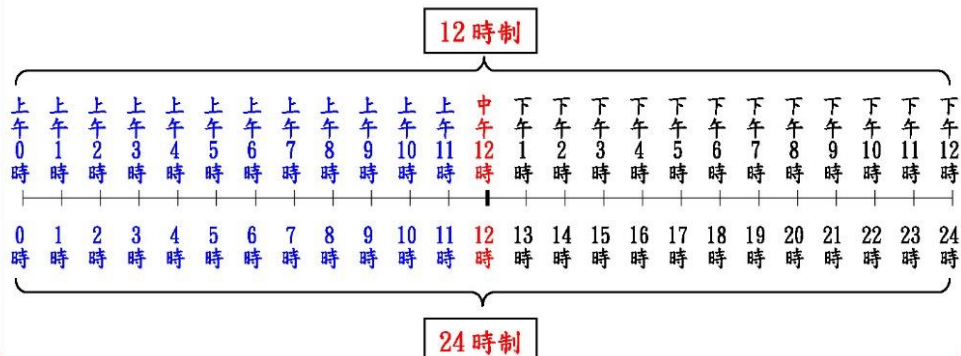 12時制
上午0時 上午1時 上午2時 上午3時 上午4時 上午5時 上午6時 上午7時 上午8時 上午9時 上午10時 上午11時 中午12時 下午1時 下午2時 下午3時 下午4時 下午5時 下午6時 下午7時 下午8時 下午9時 下午10時 下午11時 下午12時
0時 1時 2時 3時 4時 5時 6時 7時 8時 9時 10時 11時 12時 13時 14時 15時 16時 17時 18時 19時 20時 21時 22時 23時 24時
24時制